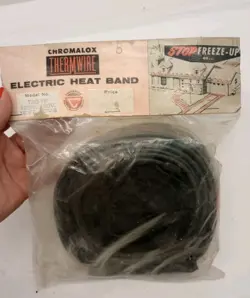 CHROMALOX
THERMWIRE
ELECTRIC HEAT BAND
Model No.
Price
STOP FREEZE-UP